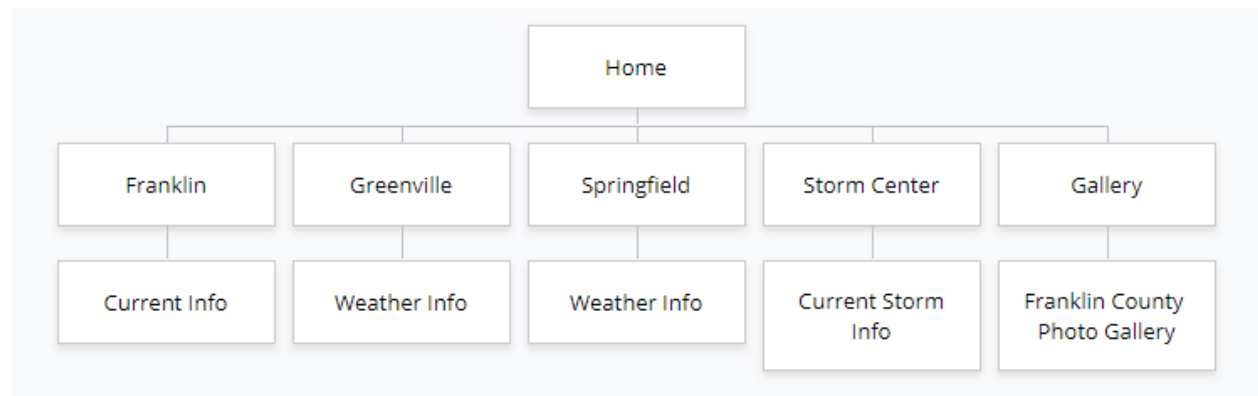 Home
Franklin
Greenville
Springfield
Storm Center
Gallery
Current Info
Weather Info
Weather Info
Current Storm
Info
Franklin County
Photo Gallery